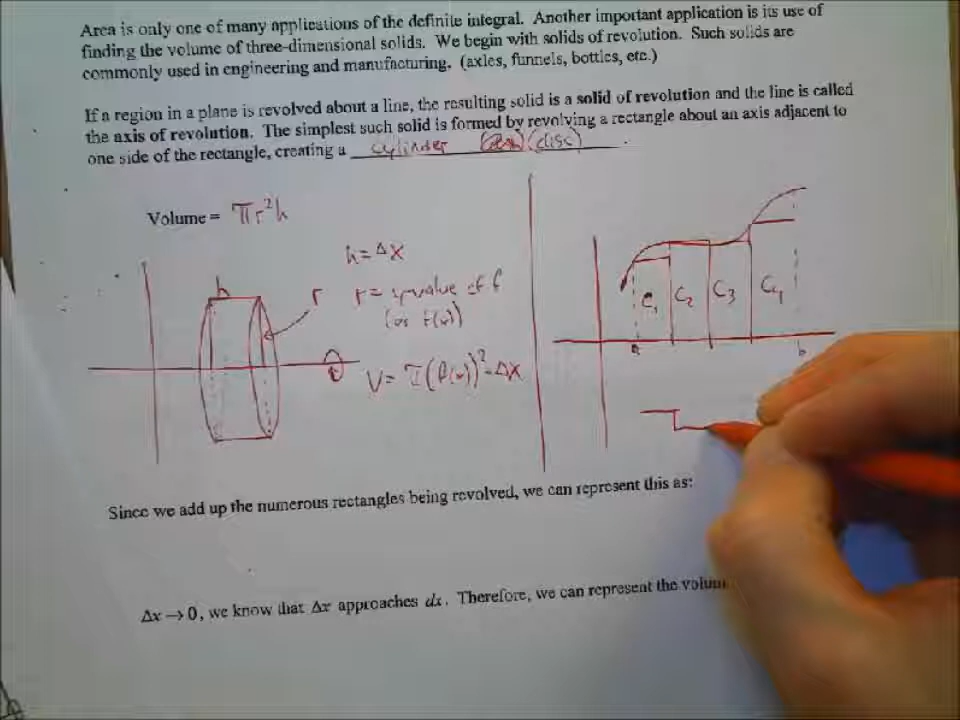 Area is only one of many applications of the definite integral. Another important application is its use of
finding the volume of three-dimensional solids. We begin with solids of revolution. Such solids are
commonly used in engineering and manufacturing. (axles, funnels, bottles, etc.)
If a region in a plane is revolved about a line, the resulting solid is a solid of revolution and the line is called
the axis of revolution. The simplest such solid is formed by revolving a rectangle about an axis adjacent to
one side of the rectangle, creating a cylinder (disc).
Volume = πr²h
h = Δx
h
r
r = y-value of f
(or f(x))
V = π(f(x))²·Δx
C₁ C₂ C₃ C₄
a b
Since we add up the numerous rectangles being revolved, we can represent this as:
Δx → 0, we know that Δx approaches dx. Therefore, we can represent the